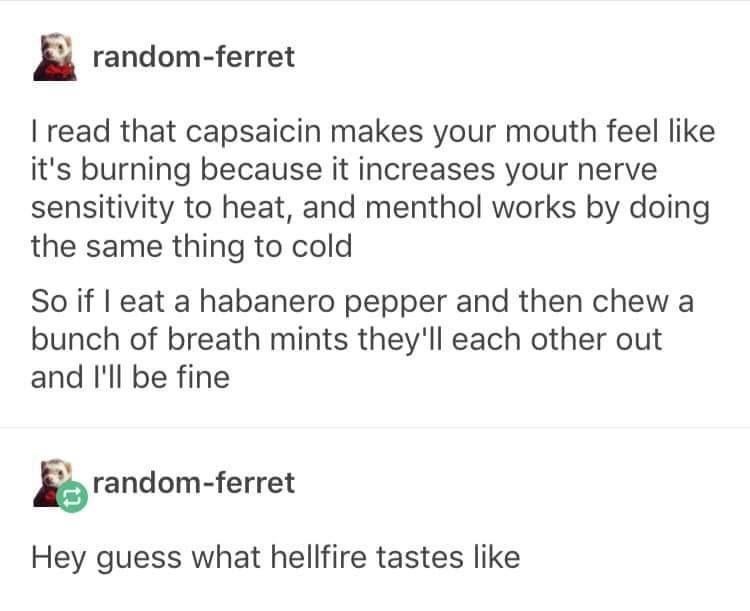 random-ferret
I read that capsaicin makes your mouth feel like
it's burning because it increases your nerve
sensitivity to heat, and menthol works by doing
the same thing to cold
So if I eat a habanero pepper and then chew a
bunch of breath mints they'll each other out
and I'll be fine
random-ferret
Hey guess what hellfire tastes like